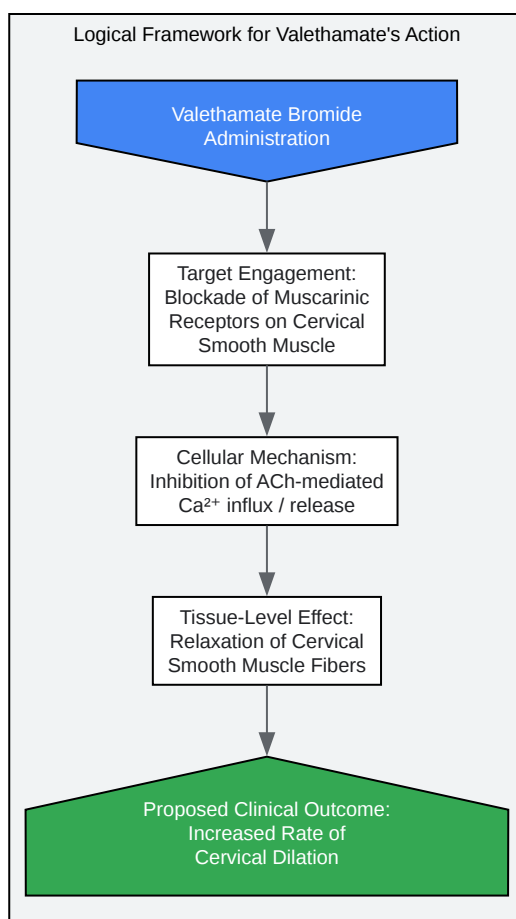 Logical Framework for Valethamate's Action
Valethamate Bromide
Administration
Target Engagement:
Blockade of Muscarinic
Receptors on Cervical
Smooth Muscle
Cellular Mechanism:
Inhibition of ACh-mediated
Ca²⁺ influx / release
Tissue-Level Effect:
Relaxation of Cervical
Smooth Muscle Fibers
Proposed Clinical Outcome:
Increased Rate of
Cervical Dilation